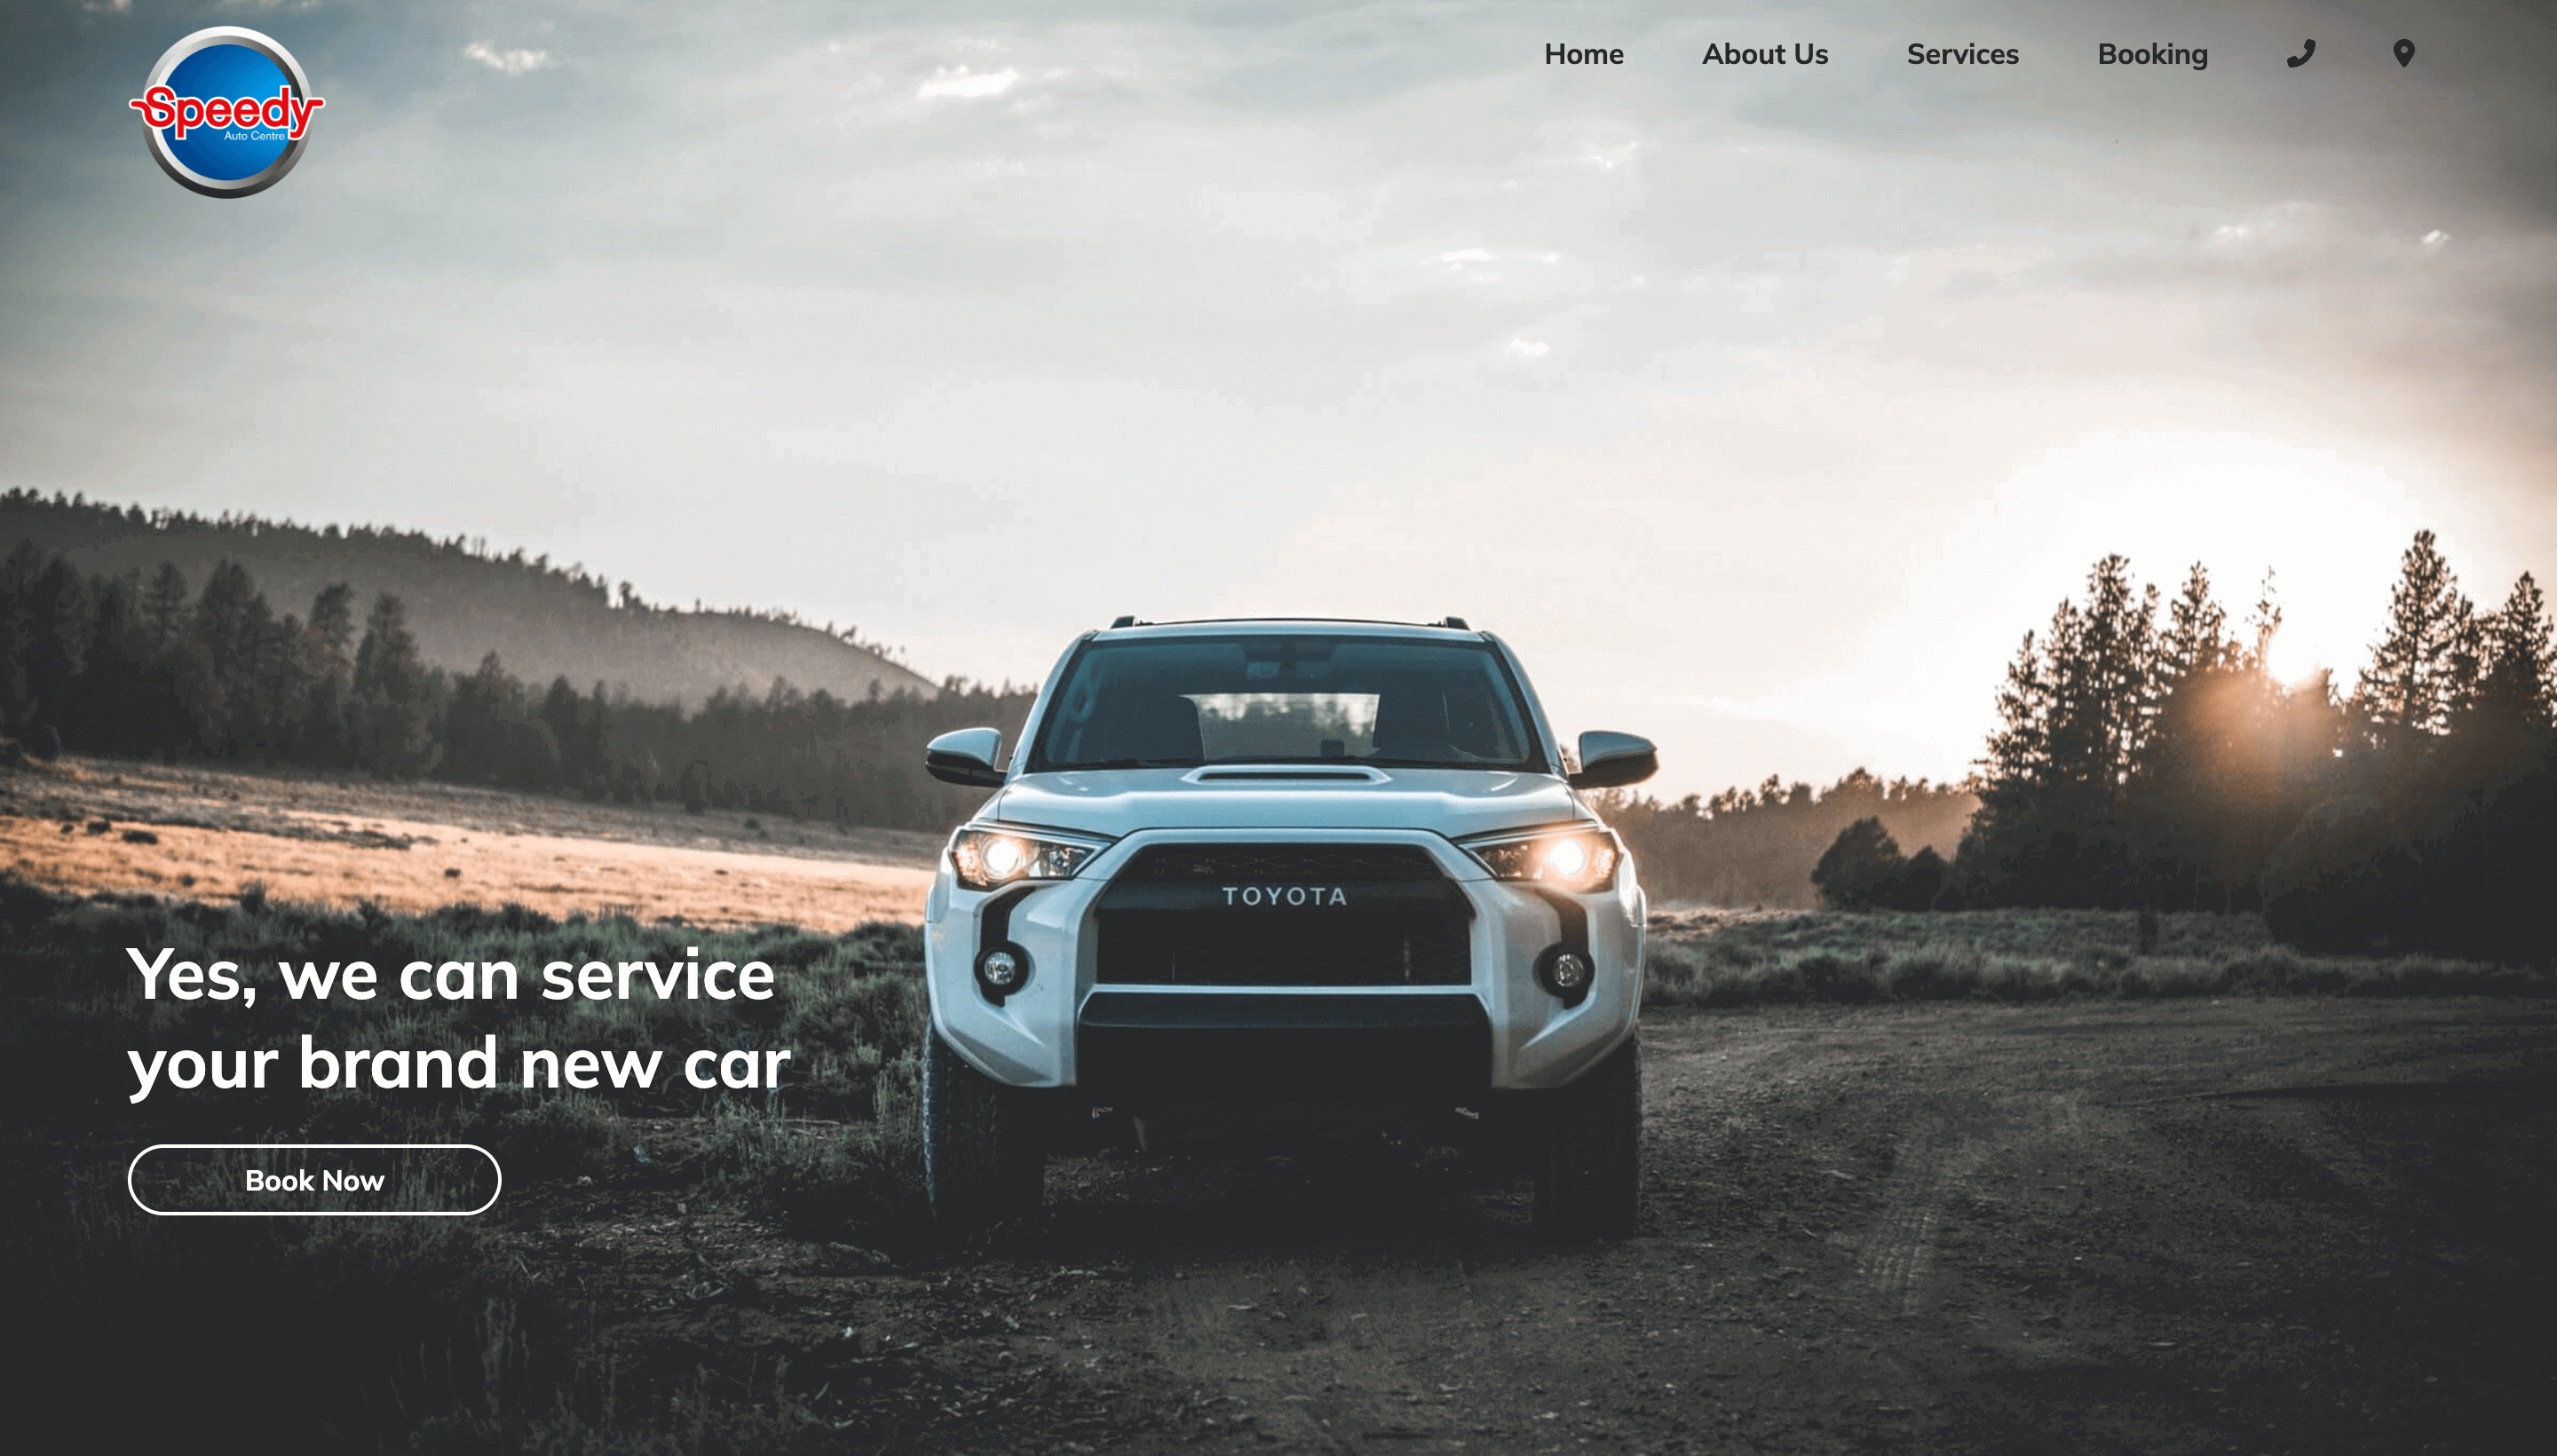 Speedy
Auto Centre
Home
About Us
Services
Booking
TOYOTA
Yes, we can service
your brand new car
Book Now